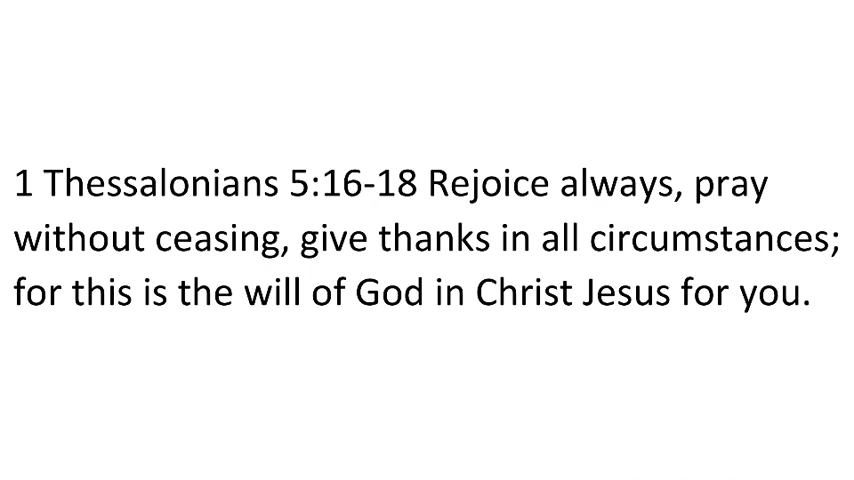 1 Thessalonians 5:16-18 Rejoice always, pray
without ceasing, give thanks in all circumstances;
for this is the will of God in Christ Jesus for you.